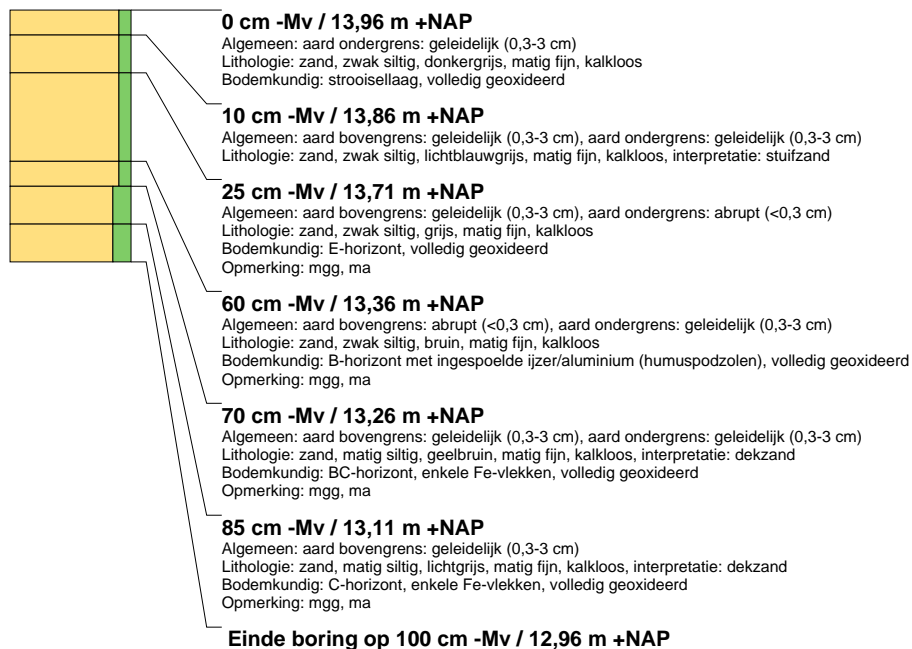 0 cm -Mv / 13,96 m +NAP
Algemeen: aard ondergrens: geleidelijk (0,3-3 cm)
Lithologie: zand, zwak siltig, donkergrijs, matig fijn, kalkloos
Bodemkundig: strooisellaag, volledig geoxideerd
10 cm -Mv / 13,86 m +NAP
Algemeen: aard bovengrens: geleidelijk (0,3-3 cm), aard ondergrens: geleidelijk (0,3-3 cm)
Lithologie: zand, zwak siltig, lichtblauwgrijs, matig fijn, kalkloos, interpretatie: stuifzand
25 cm -Mv / 13,71 m +NAP
Algemeen: aard bovengrens: geleidelijk (0,3-3 cm), aard ondergrens: abrupt (<0,3 cm)
Lithologie: zand, zwak siltig, grijs, matig fijn, kalkloos
Bodemkundig: E-horizont, volledig geoxideerd
Opmerking: mgg, ma
60 cm -Mv / 13,36 m +NAP
Algemeen: aard bovengrens: abrupt (<0,3 cm), aard ondergrens: geleidelijk (0,3-3 cm)
Lithologie: zand, zwak siltig, bruin, matig fijn, kalkloos
Bodemkundig: B-horizont met ingespoelde ijzer/aluminium (humuspodzolen), volledig geoxideerd
Opmerking: mgg, ma
70 cm -Mv / 13,26 m +NAP
Algemeen: aard bovengrens: geleidelijk (0,3-3 cm), aard ondergrens: geleidelijk (0,3-3 cm)
Lithologie: zand, matig siltig, geelbruin, matig fijn, kalkloos, interpretatie: dekzand
Bodemkundig: BC-horizont, enkele Fe-vlekken, volledig geoxideerd
Opmerking: mgg, ma
85 cm -Mv / 13,11 m +NAP
Algemeen: aard bovengrens: geleidelijk (0,3-3 cm)
Lithologie: zand, matig siltig, lichtgrijs, matig fijn, kalkloos, interpretatie: dekzand
Bodemkundig: C-horizont, enkele Fe-vlekken, volledig geoxideerd
Opmerking: mgg, ma
Einde boring op 100 cm -Mv / 12,96 m +NAP